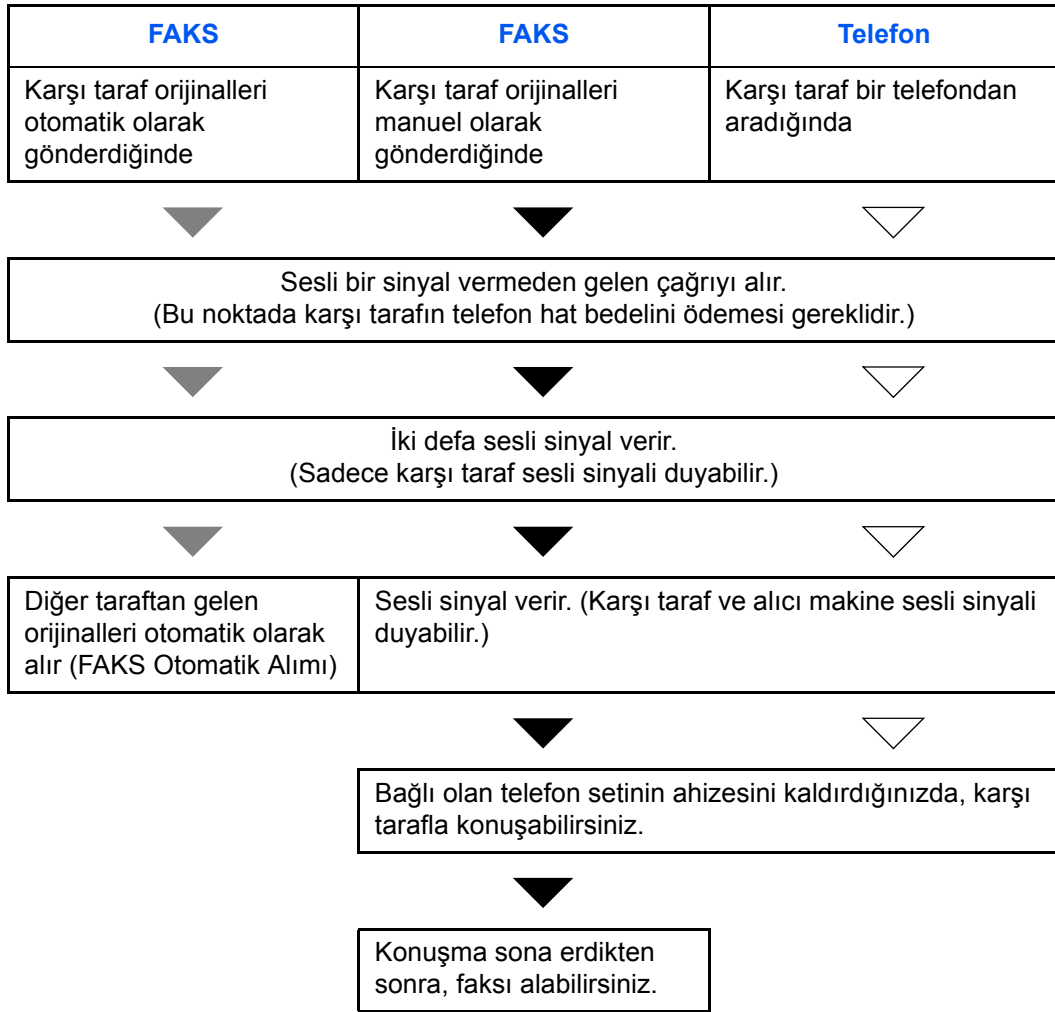 FAKS
FAKS
Telefon
Karşı taraf orijinalleri
otomatik olarak
gönderdiğinde
Karşı taraf orijinalleri
manuel olarak
gönderdiğinde
Karşı taraf bir telefondan
aradığında
Sesli bir sinyal vermeden gelen çağrıyı alır.
(Bu noktada karşı tarafın telefon hat bedelini ödemesi gereklidir.)
İki defa sesli sinyal verir.
(Sadece karşı taraf sesli sinyali duyabilir.)
Diğer taraftan gelen
orijinalleri otomatik olarak
alır (FAKS Otomatik Alımı)
Sesli sinyal verir. (Karşı taraf ve alıcı makine sesli sinyali
duyabilir.)
Bağlı olan telefon setinin ahizesini kaldırdığınızda, karşı
tarafla konuşabilirsiniz.
Konuşma sona erdikten
sonra, faksı alabilirsiniz.